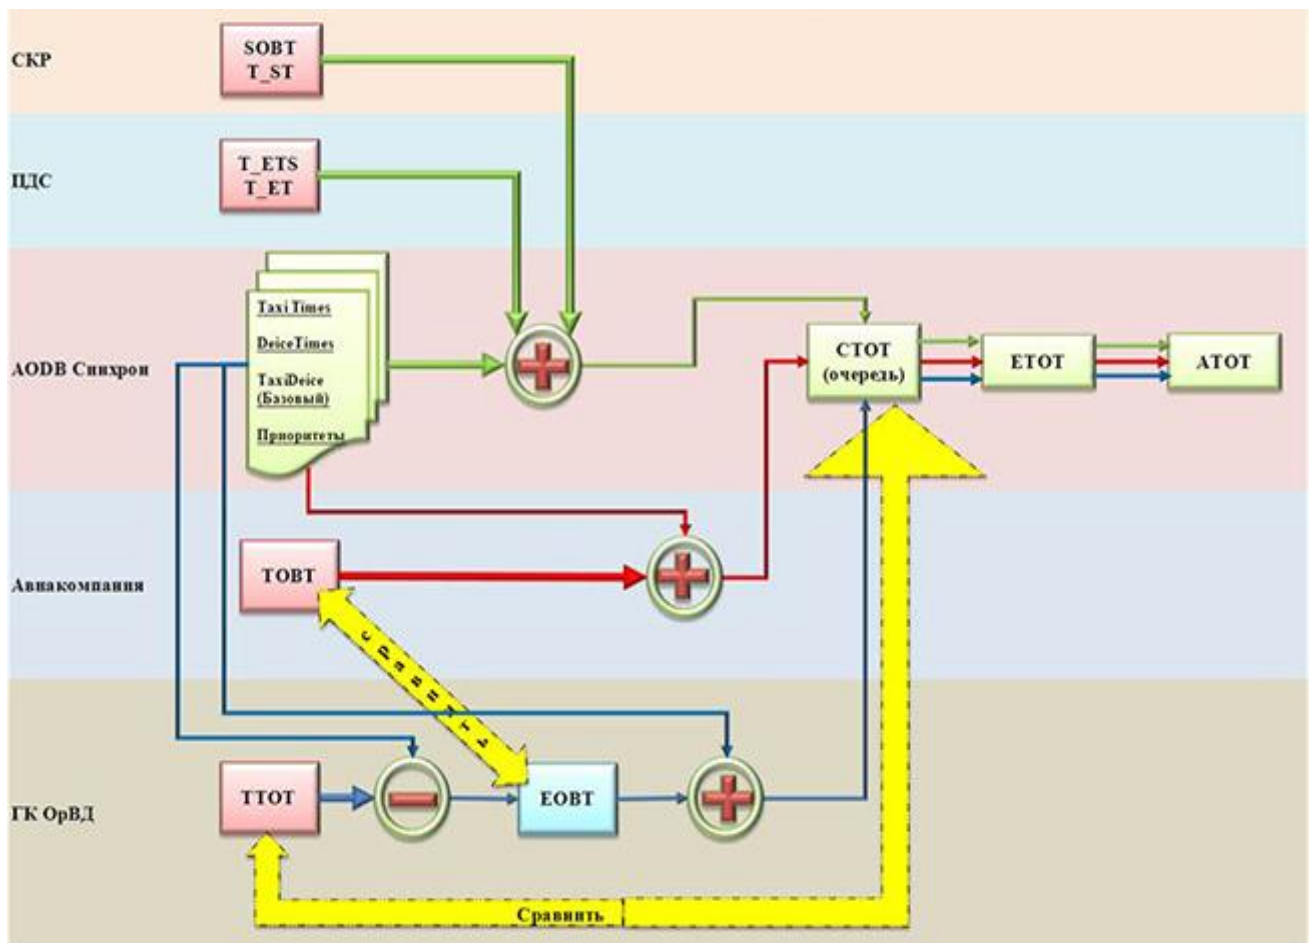 СКР
SOBT
T_ST
ПДС
T_ETS
T_ET
AODB Синхрон
Taxi Times
DeiceTimes
TaxiDeice
(Базовый)
Приоритеты
CTOT
(очередь)
ETOT
ATOT
Авиакомпания
TOBT
сравнить
ГК ОрВД
TTOT
EOBT
Сравнить